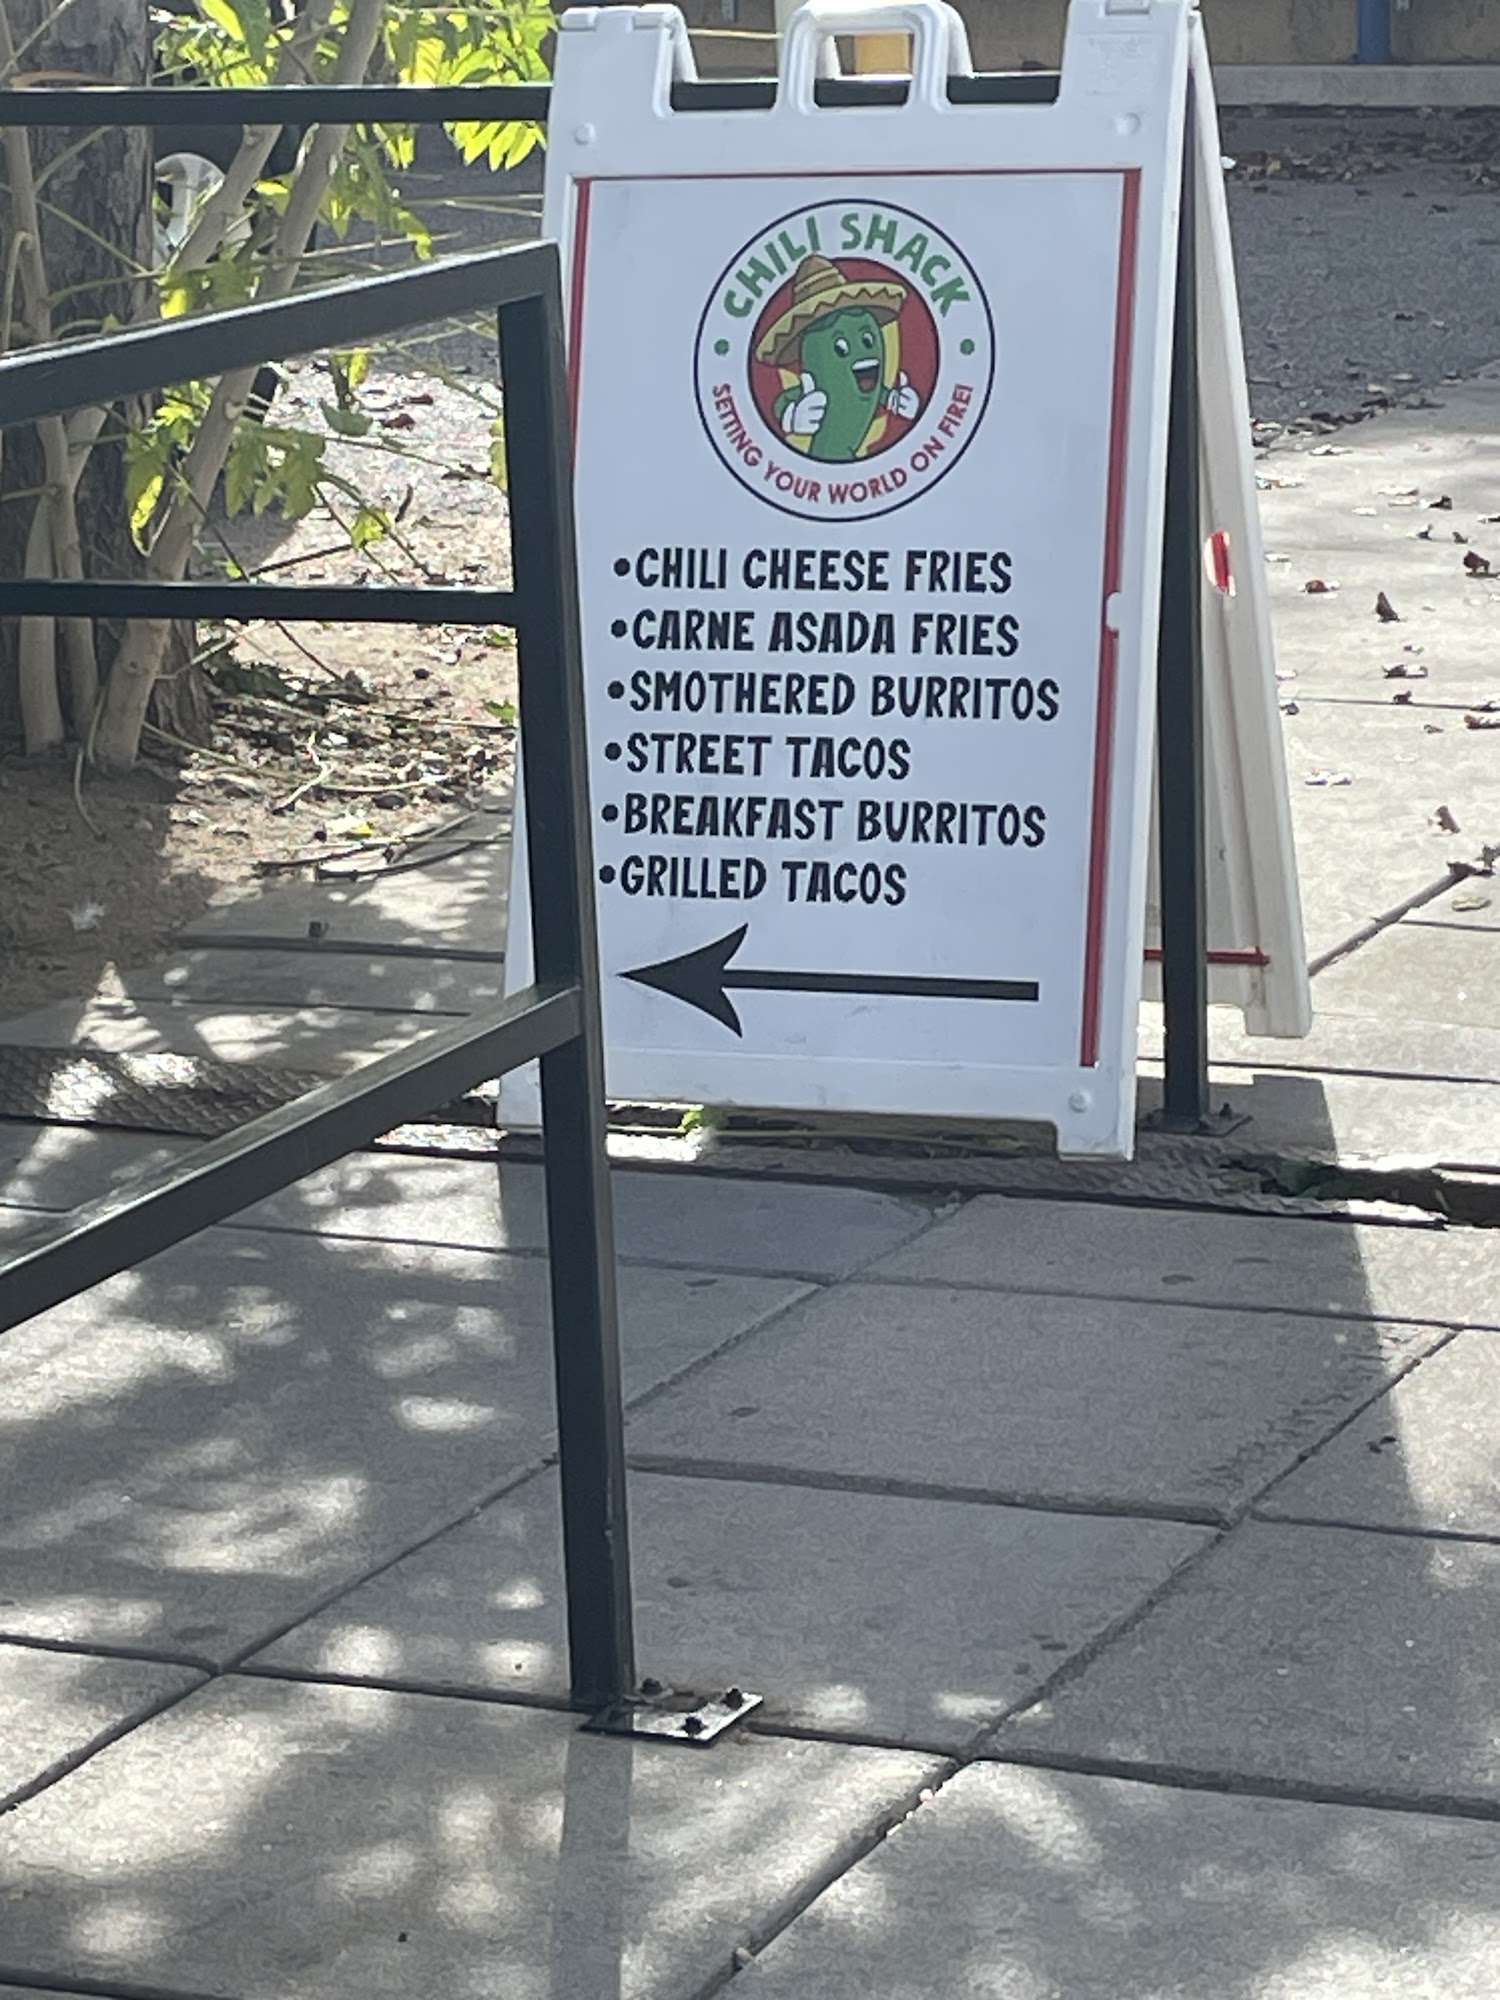 CHILI SHACK
SETTING YOUR WORLD ON FIRE!
•CHILI CHEESE FRIES
•CARNE ASADA FRIES
•SMOTHERED BURRITOS
•STREET TACOS
•BREAKFAST BURRITOS
•GRILLED TACOS